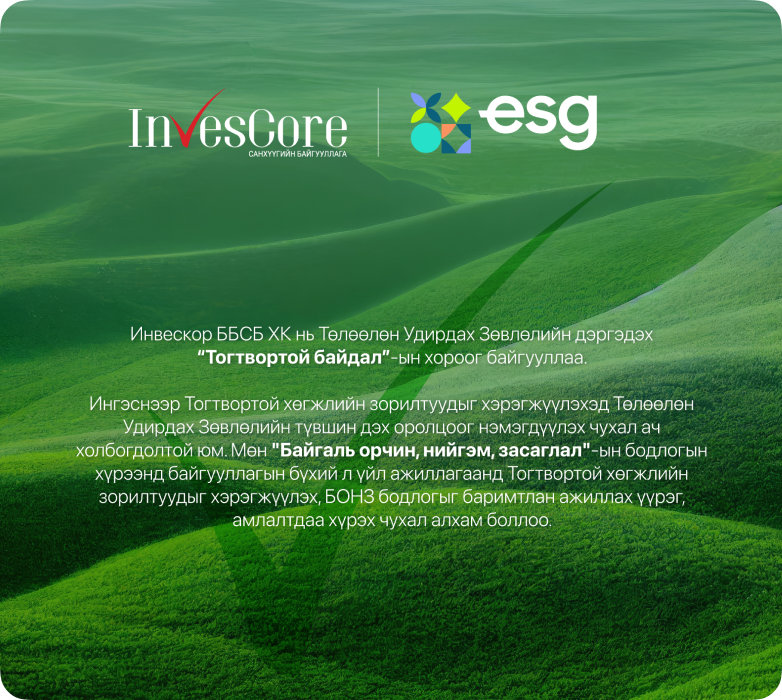 InvesCore
САНХҮҮГИЙН БАЙГУУЛЛАГА
esg
Инвескор ББСБ ХК нь Төлөөлөн Удирдах Зөвлөлийн дэргэдэх
“Тогтвортой байдал”-ын хороог байгууллаа.
Ингэснээр Тогтвортой хөгжлийн зорилтуудыг хэрэгжүүлэхэд Төлөөлөн
Удирдах Зөвлөлийн түвшин дэх оролцоог нэмэгдүүлэх чухал ач
холбогдолтой юм. Мөн "Байгаль орчин, нийгэм, засаглал"-ын бодлогын
хүрээнд байгууллагын бүхий л үйл ажиллагаанд Тогтвортой хөгжлийн
зорилтуудыг хэрэгжүүлэх, БОНЗ бодлогыг баримтлан ажиллах үүрэг,
амлалтдаа хүрэх чухал алхам боллоо.